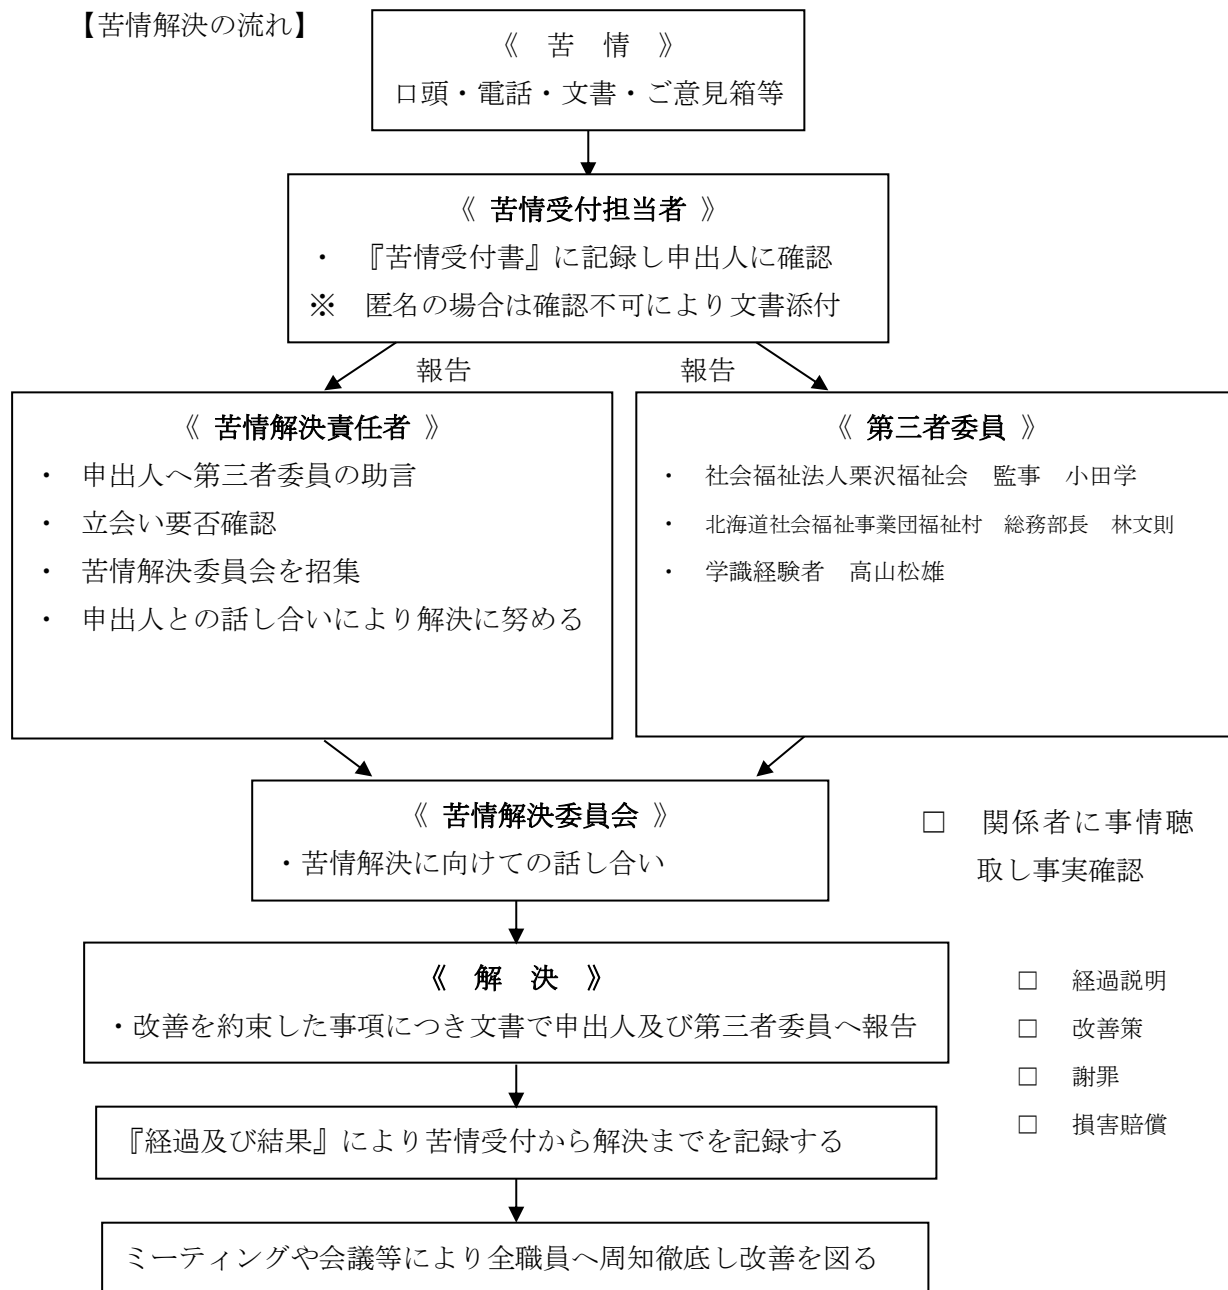 【苦情解決の流れ】
《 苦 情 》
口頭・電話・文書・ご意見箱等
《 苦情受付担当者 》
・ 『苦情受付書』に記録し申出人に確認
※ 匿名の場合は確認不可により文書添付
報告
報告
《 苦情解決責任者 》
・ 申出人へ第三者委員の助言
・ 立会い要否確認
・ 苦情解決委員会を招集
・ 申出人との話し合いにより解決に努める
《 第三者委員 》
・ 社会福祉法人栗沢福祉会 監事 小田学
・ 北海道社会福祉事業団福祉村 総務部長 林文則
・ 学識経験者 高山松雄
《 苦情解決委員会 》
・苦情解決に向けての話し合い
□ 関係者に事情聴
取し事実確認
《 解 決 》
・改善を約束した事項につき文書で申出人及び第三者委員へ報告
□ 経過説明
□ 改善策
□ 謝罪
□ 損害賠償
『経過及び結果』により苦情受付から解決までを記録する
ミーティングや会議等により全職員へ周知徹底し改善を図る